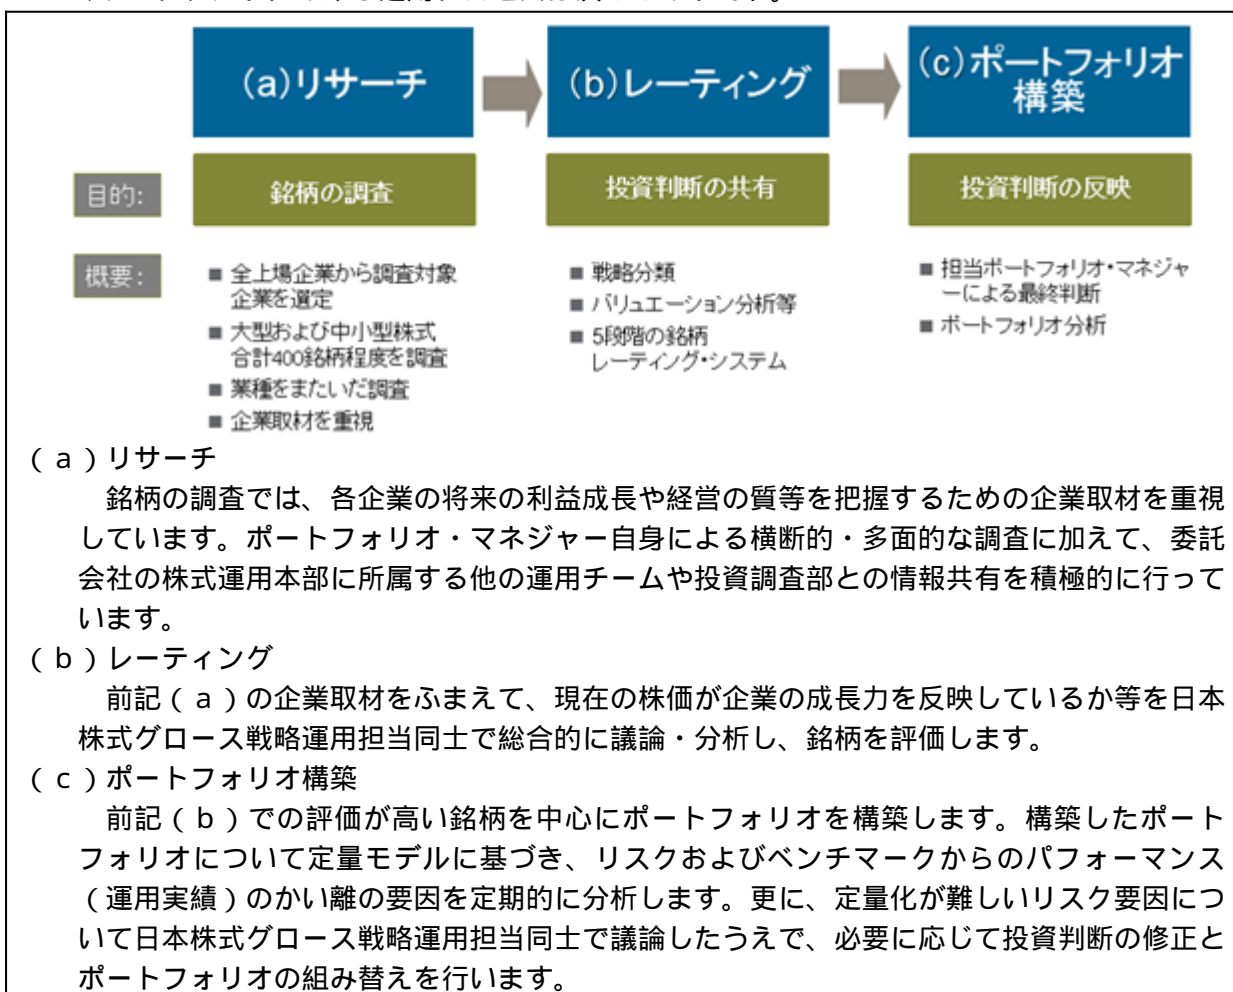 (a)リサーチ
(b)レーティング
(c)ポートフォリオ
構築
目的:
銘柄の調査
投資判断の共有
投資判断の反映
概要:
■ 全上場企業から調査対象
企業を選定
■ 大型および中小型株式
合計400銘柄程度を調査
■ 業種をまたいだ調査
■ 企業取材を重視
■ 戦略分類
■ バリュエーション分析等
■ 5段階の銘柄
レーティング・システム
■ 担当ポートフォリオ・マネジャ
ーによる最終判断
■ ポートフォリオ分析
(a)リサーチ
銘柄の調査では、各企業の将来の利益成長や経営の質等を把握するための企業取材を重視
しています。ポートフォリオ・マネジャー自身による横断的・多面的な調査に加えて、委託
会社の株式運用本部に所属する他の運用チームや投資調査部との情報共有を積極的に行って
います。
(b)レーティング
前記(a)の企業取材をふまえて、現在の株価が企業の成長力を反映しているか等を日本
株式グロース戦略運用担当同士で総合的に議論・分析し、銘柄を評価します。
(c)ポートフォリオ構築
前記(b)での評価が高い銘柄を中心にポートフォリオを構築します。構築したポート
フォリオについて定量モデルに基づき、リスクおよびベンチマークからのパフォーマンス
(運用実績)のかい離の要因を定期的に分析します。更に、定量化が難しいリスク要因につ
いて日本株式グロース戦略運用担当同士で議論したうえで、必要に応じて投資判断の修正と
ポートフォリオの組み替えを行います。